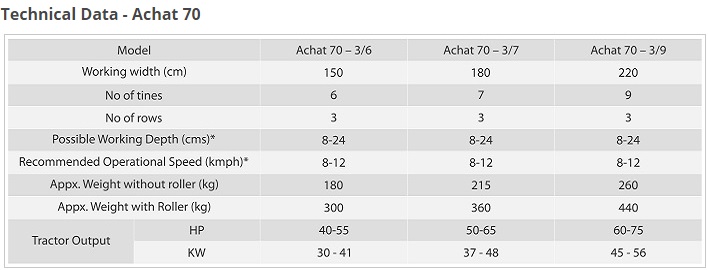 Technical Data - Achat 70
Model Achat 70 – 3/6 Achat 70 – 3/7 Achat 70 – 3/9
Working width (cm) 150 180 220
No of tines 6 7 9
No of rows 3 3 3
Possible Working Depth (cms)* 8-24 8-24 8-24
Recommended Operational Speed (kmph)* 8-12 8-12 8-12
Appx. Weight without roller (kg) 180 215 260
Appx. Weight with Roller (kg) 300 360 440
Tractor Output HP 40-55 50-65 60-75
KW 30 - 41 37 - 48 45 - 56